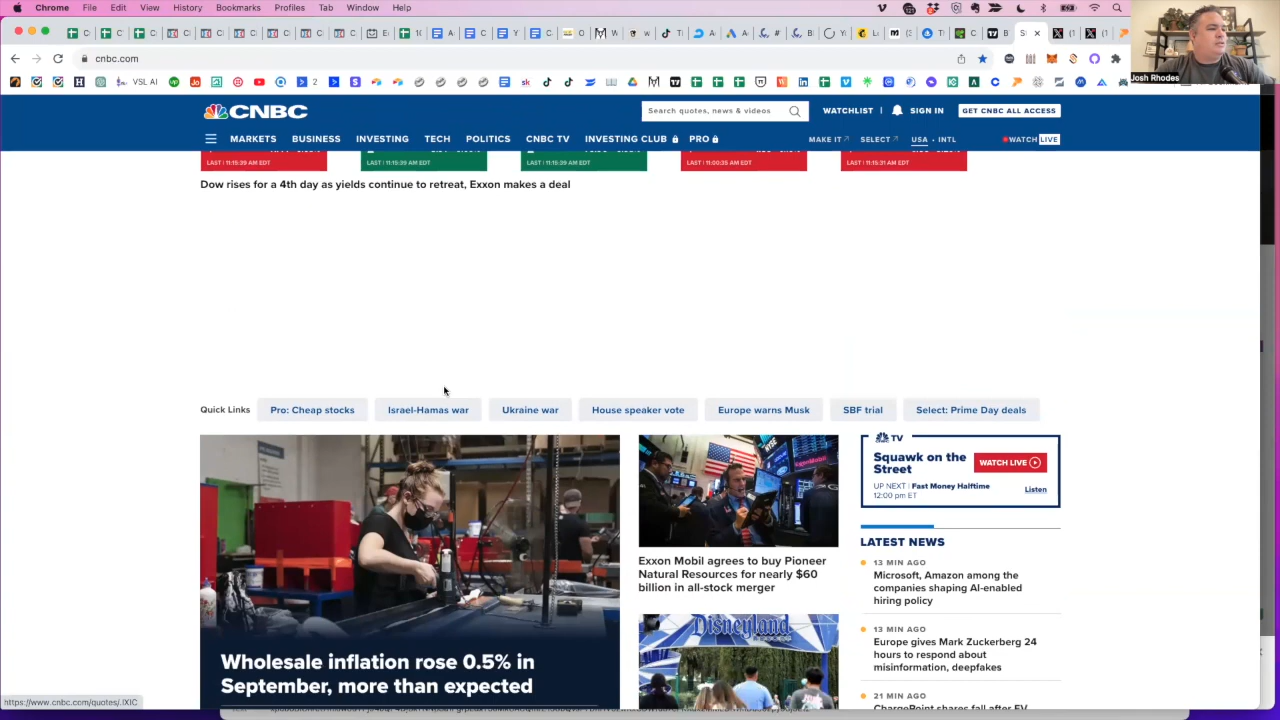 Chrome File Edit View History Bookmarks Profiles Tab Window Help
cnbc.com
VSL AI
Josh Rhodes
CNBC
Search quotes, news & videos
WATCHLIST
SIGN IN
GET CNBC ALL ACCESS
MARKETS BUSINESS INVESTING TECH POLITICS CNBC TV INVESTING CLUB PRO
MAKE IT SELECT USA • INTL WATCH LIVE
LAST | 11:15:39 AM EDT
LAST | 11:15:39 AM EDT
LAST | 11:15:39 AM EDT
LAST | 11:00:35 AM EDT
LAST | 11:15:31 AM EDT
Dow rises for a 4th day as yields continue to retreat, Exxon makes a deal
Quick Links
Pro: Cheap stocks
Israel-Hamas war
Ukraine war
House speaker vote
Europe warns Musk
SBF trial
Select: Prime Day deals
Wholesale inflation rose 0.5% in
September, more than expected
Exxon Mobil agrees to buy Pioneer
Natural Resources for nearly $60
billion in all-stock merger
Disneyland
TV
Squawk on the
Street
WATCH LIVE
UP NEXT | Fast Money Halftime
12:00 pm ET
Listen
LATEST NEWS
13 MIN AGO
Microsoft, Amazon among the
companies shaping AI-enabled
hiring policy
13 MIN AGO
Europe gives Mark Zuckerberg 24
hours to respond about
misinformation, deepfakes
21 MIN AGO
ChargePoint shares fall after EV
https://www.cnbc.com/quotes/.IXIC